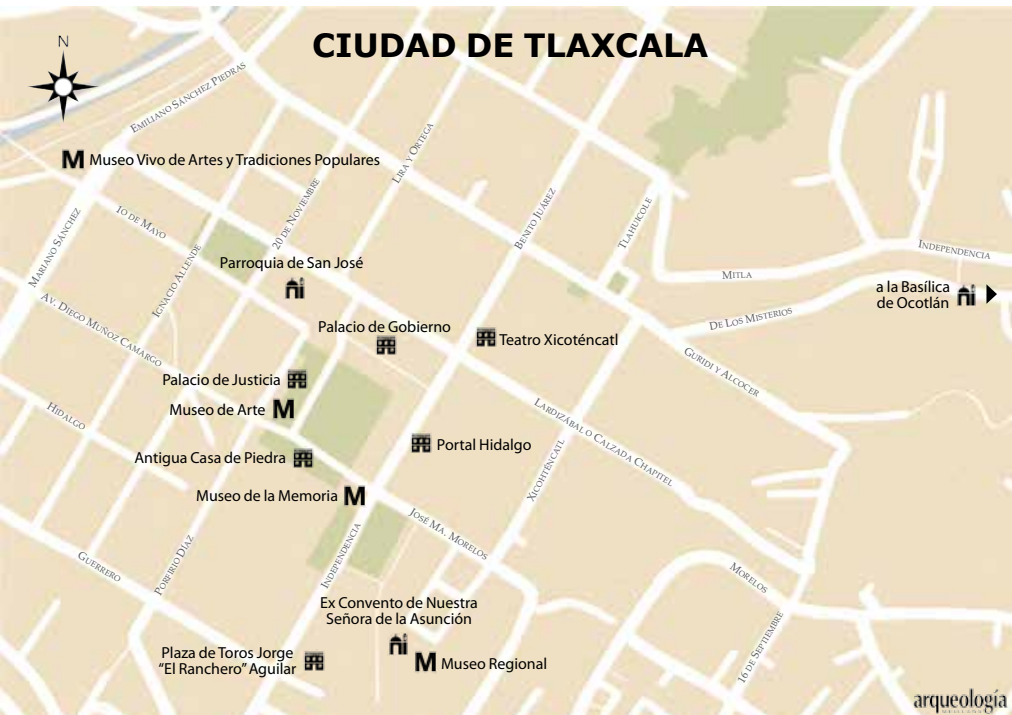 CIUDAD DE TLAXCALA
N
EMILIANO SÁNCHEZ PIEDRAS
M Museo Vivo de Artes y Tradiciones Populares
LIRA Y ORTEGA
MARIANO SÁNCHEZ
1O DE MAYO
IGNACIO ALLENDE
20 DE NOVIEMBRE
BENITO JUÁREZ
TLAHUICOLE
INDEPENDENCIA
MITLA
Parroquia de San José
a la Basílica
de Ocotlán
AV. DIEGO MUÑOZ CAMARGO
Palacio de Gobierno
Teatro Xicoténcatl
DE LOS MISTERIOS
GURIDI Y ALCOCER
Palacio de Justicia
Museo de Arte M
HIDALGO
LARDIZÁBAL O CALZADA CHAPITEL
Antigua Casa de Piedra
Portal Hidalgo
XICOHTÉNCATL
Museo de la Memoria M
JOSÉ MA. MORELOS
INDEPENDENCIA
PORFIRIO DÍAZ
GUERRERO
MORELOS
Ex Convento de Nuestra
Señora de la Asunción
16 DE SEPTIEMBRE
Plaza de Toros Jorge
“El Ranchero” Aguilar
M Museo Regional
arqueología